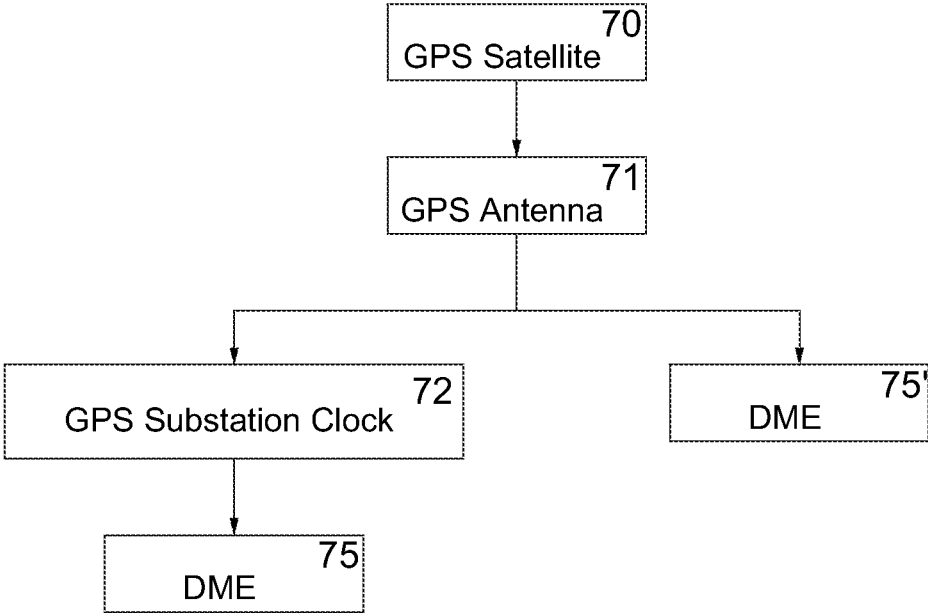 70
GPS Satellite
71
GPS Antenna
72
GPS Substation Clock
75'
DME
75
DME